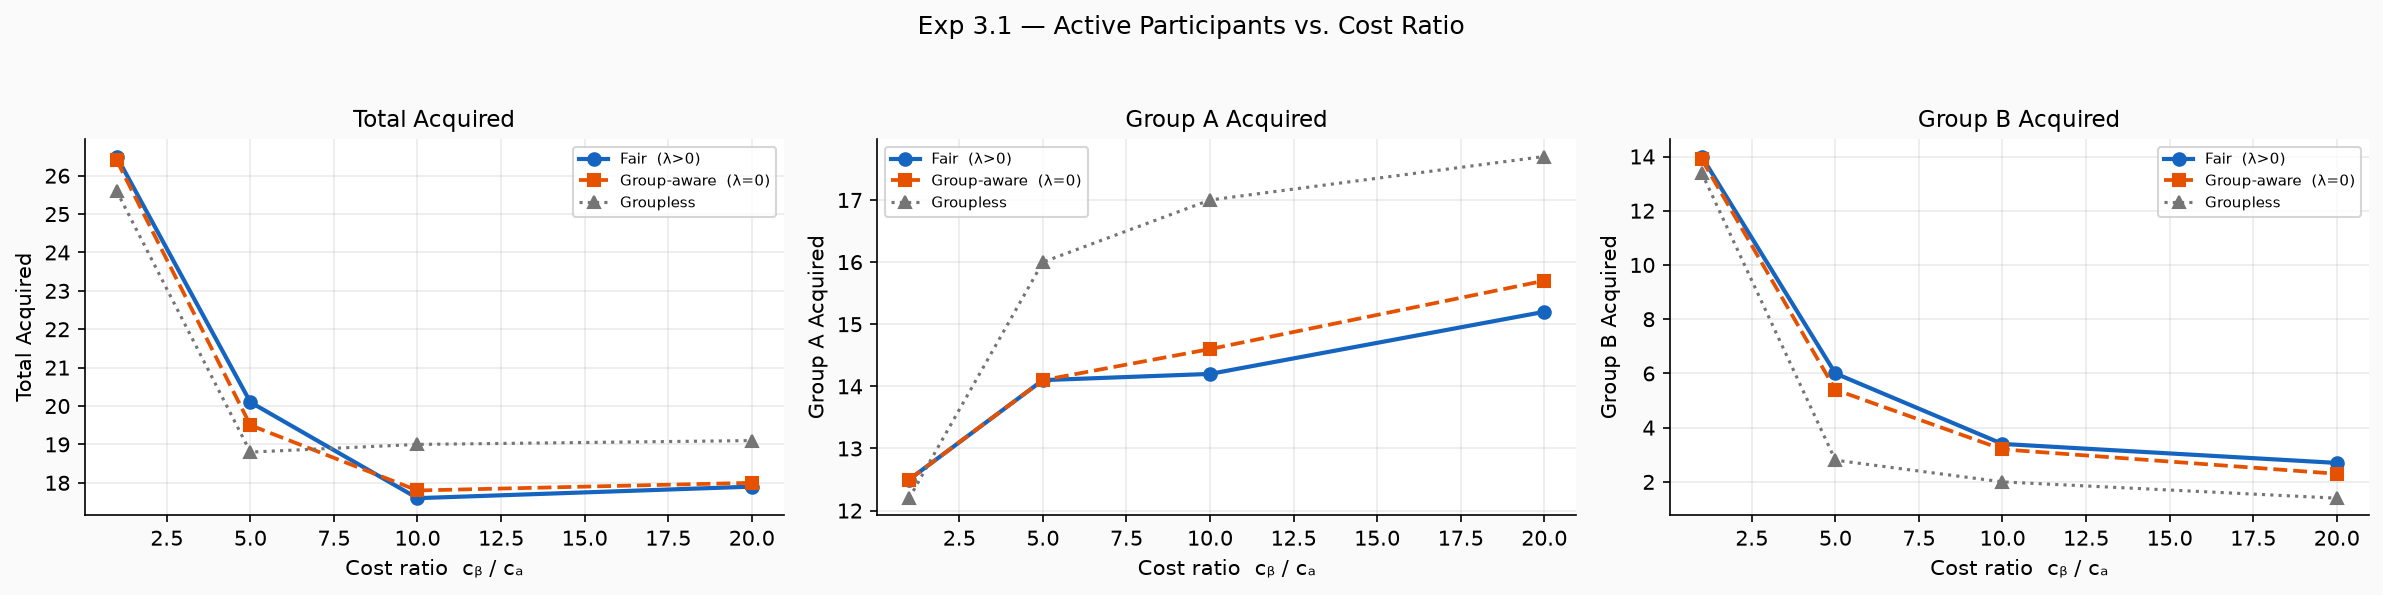 Exp 3.1 — Active Participants vs. Cost Ratio
Total Acquired
Fair (λ>0)
Group-aware (λ=0)
Groupless
Total Acquired
26
25
24
23
22
21
20
19
18
2.5 5.0 7.5 10.0 12.5 15.0 17.5 20.0
Cost ratio cᵦ / cₐ
Group A Acquired
Fair (λ>0)
Group-aware (λ=0)
Groupless
Group A Acquired
17
16
15
14
13
12
2.5 5.0 7.5 10.0 12.5 15.0 17.5 20.0
Cost ratio cᵦ / cₐ
Group B Acquired
Fair (λ>0)
Group-aware (λ=0)
Groupless
Group B Acquired
14
12
10
8
6
4
2
2.5 5.0 7.5 10.0 12.5 15.0 17.5 20.0
Cost ratio cᵦ / cₐ